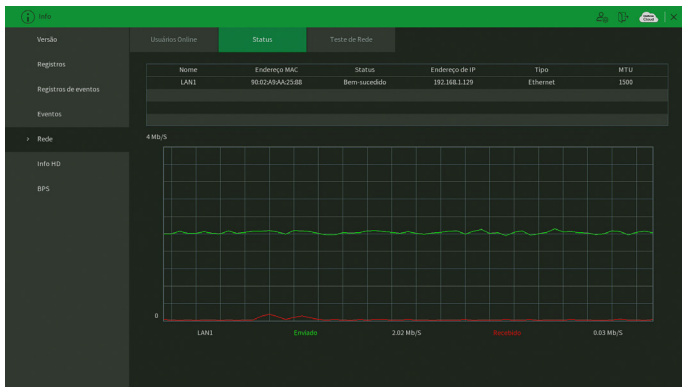 Info
Versão
Registros
Registros de eventos
Eventos
> Rede
Info HD
BPS
Usuários Online Status Teste de Rede
Nome Endereço MAC Status Endereço de IP Tipo MTU
LAN1 90:02:A9:AA:25:88 Bem-sucedido 192.168.1.129 Ethernet 1500
4 Mb/S
0
LAN1 Enviado 2.02 Mb/S Recebido 0.03 Mb/S